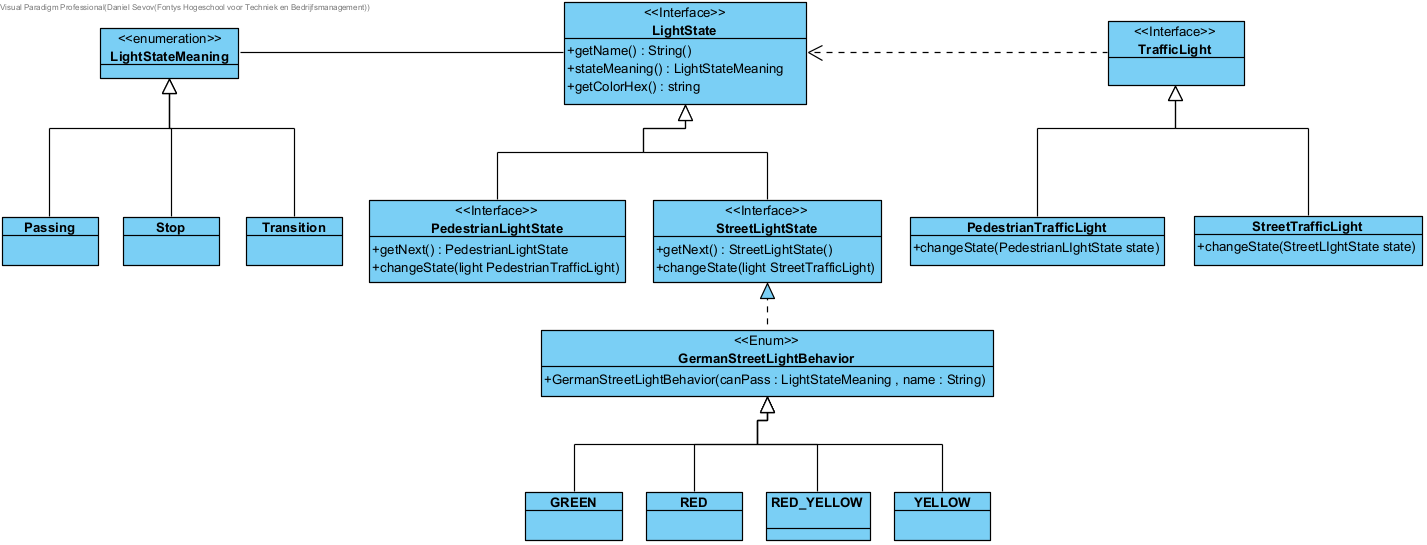 Visual Paradigm Professional(Daniel Sevov(Fontys Hogeschool voor Techniek en Bedrijfsmanagement))
<<enumeration>>
LightStateMeaning
<<Interface>>
LightState
+getName() : String()
+stateMeaning() : LightStateMeaning
+getColorHex() : string
<<Interface>>
TrafficLight
Passing
Stop
Transition
<<Interface>>
PedestrianLightState
+getNext() : PedestrianLightState
+changeState(light PedestrianTrafficLight)
<<Interface>>
StreetLightState
+getNext() : StreetLightState()
+changeState(light StreetTrafficLight)
PedestrianTrafficLight
+changeState(PedestrianLIghtState state)
StreetTrafficLight
+changeState(StreetLIghtState state)
<<Enum>>
GermanStreetLightBehavior
+GermanStreetLightBehavior(canPass : LightStateMeaning , name : String)
GREEN
RED
RED_YELLOW
YELLOW